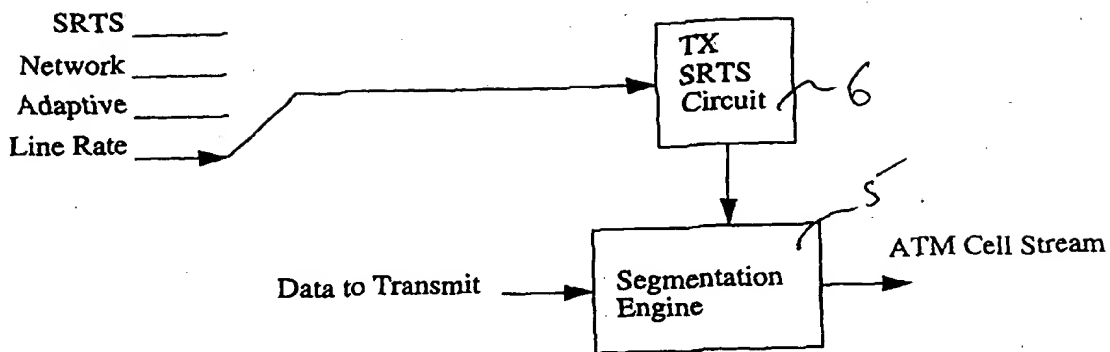 SRTS
Network
Adaptive
Line Rate
TX
SRTS
Circuit
6
5
Data to Transmit
Segmentation
Engine
ATM Cell Stream